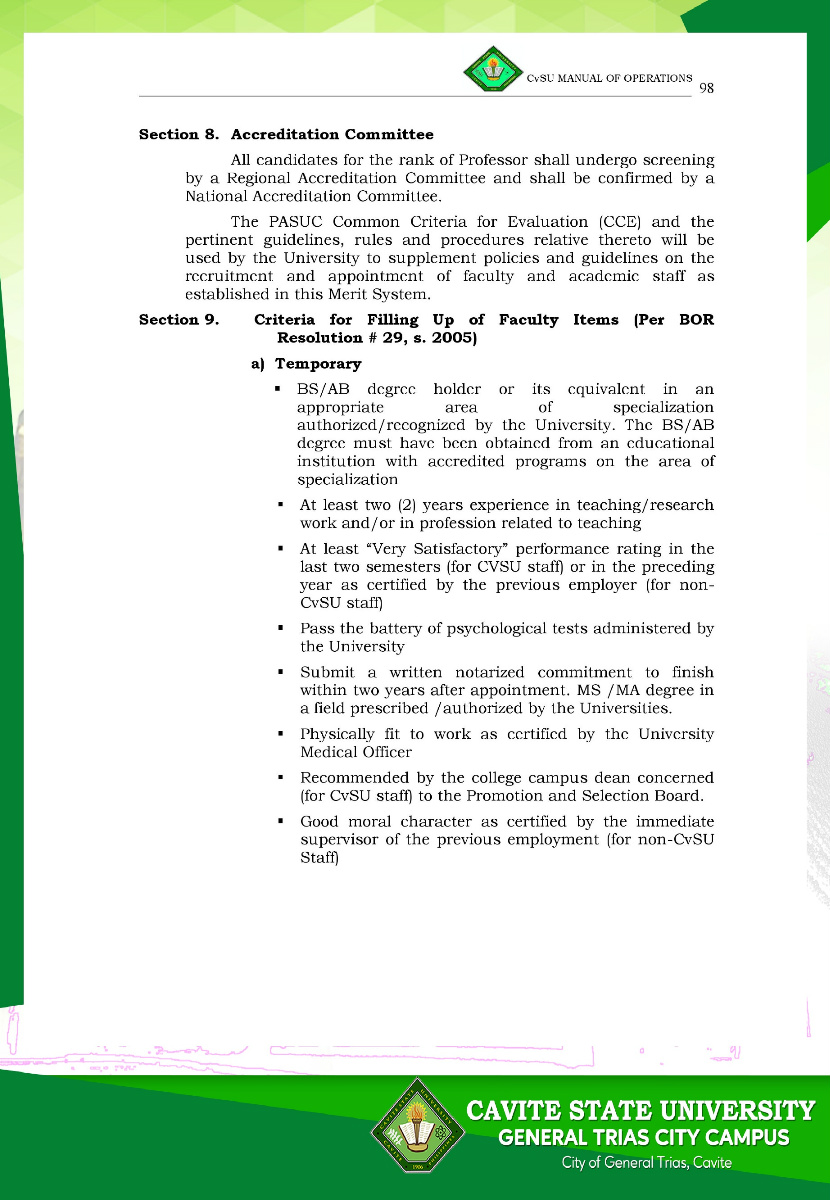 CvSU MANUAL OF OPERATIONS
98
Section 8. Accreditation Committee
All candidates for the rank of Professor shall undergo screening
by a Regional Accreditation Committee and shall be confirmed by a
National Accreditation Committee.
The PASUC Common Criteria for Evaluation (CCE) and the
pertinent guidelines, rules and procedures relative thereto will be
used by the University to supplement policies and guidelines on the
recruitment and appointment of faculty and academic staff as
established in this Merit System.
Section 9. Criteria for Filling Up of Faculty Items (Per BOR
Resolution # 29, s. 2005)
a) Temporary
▪ BS/AB degree holder or its equivalent in an
appropriate area of specialization
authorized/recognized by the University. The BS/AB
degree must have been obtained from an educational
institution with accredited programs on the area of
specialization
▪ At least two (2) years experience in teaching/research
work and/or in profession related to teaching
▪ At least “Very Satisfactory” performance rating in the
last two semesters (for CVSU staff) or in the preceding
year as certified by the previous employer (for non-
CvSU staff)
▪ Pass the battery of psychological tests administered by
the University
▪ Submit a written notarized commitment to finish
within two years after appointment. MS /MA degree in
a field prescribed /authorized by the Universities.
▪ Physically fit to work as certified by the University
Medical Officer
▪ Recommended by the college campus dean concerned
(for CvSU staff) to the Promotion and Selection Board.
▪ Good moral character as certified by the immediate
supervisor of the previous employment (for non-CvSU
Staff)
1906
CAVITE STATE UNIVERSITY
GENERAL TRIAS CITY CAMPUS
City of General Trias, Cavite